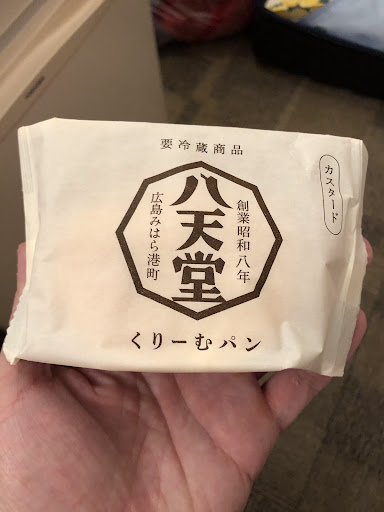 要冷蔵商品
カスタード
創業昭和八年
八天堂
広島みはら港町
くりーむパン